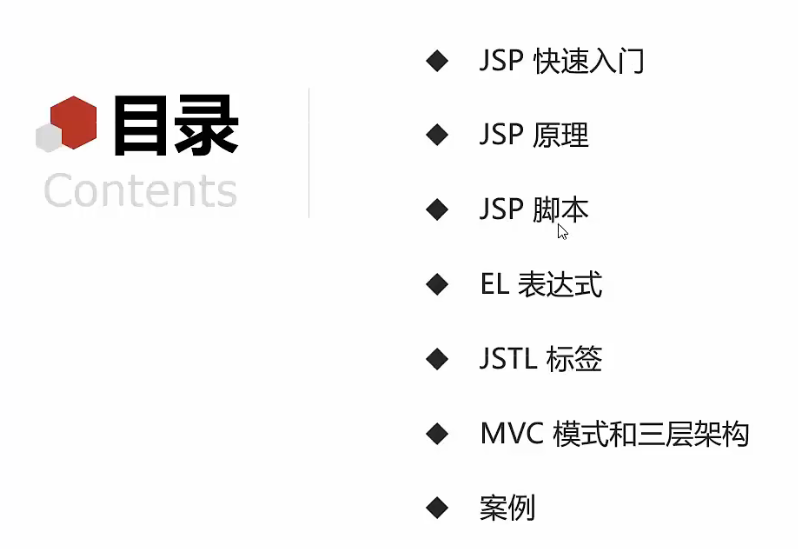 目录
Contents
JSP 快速入门
JSP 原理
JSP 脚本
EL 表达式
JSTL 标签
MVC 模式和三层架构
案例